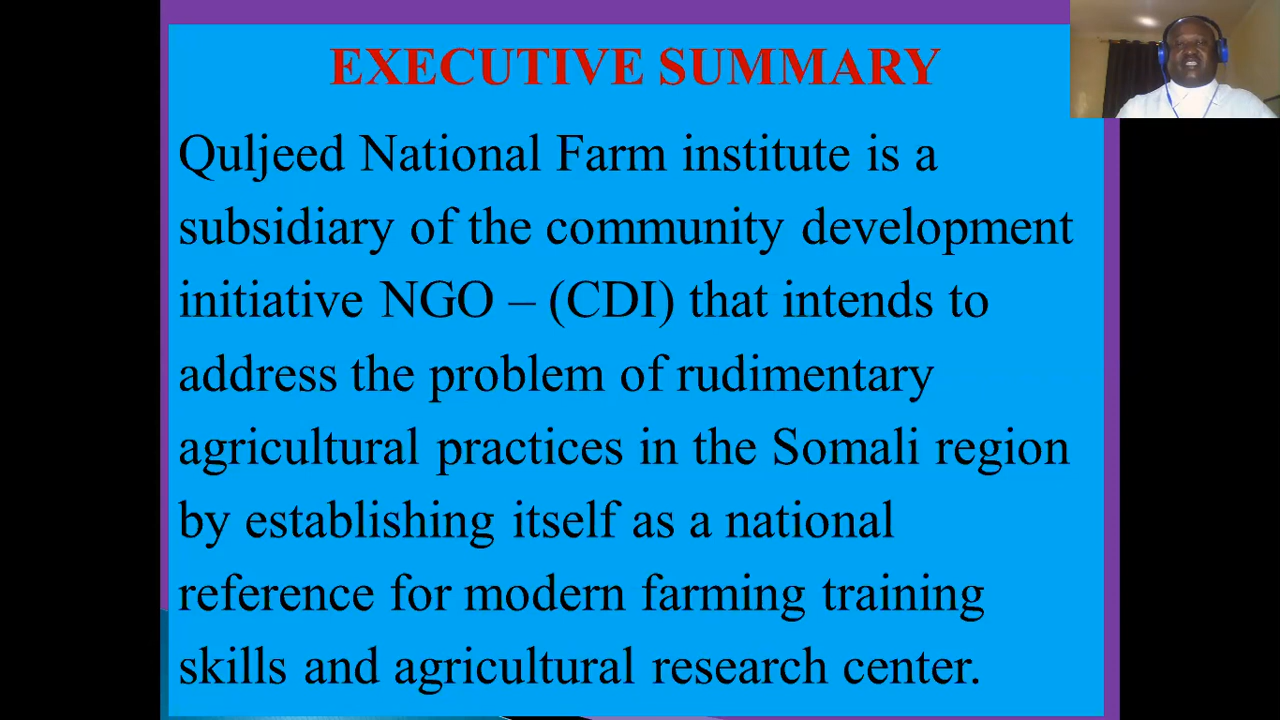 EXECUTIVE SUMMARY
Quljeed National Farm institute is a
subsidiary of the community development
initiative NGO – (CDI) that intends to
address the problem of rudimentary
agricultural practices in the Somali region
by establishing itself as a national
reference for modern farming training
skills and agricultural research center.